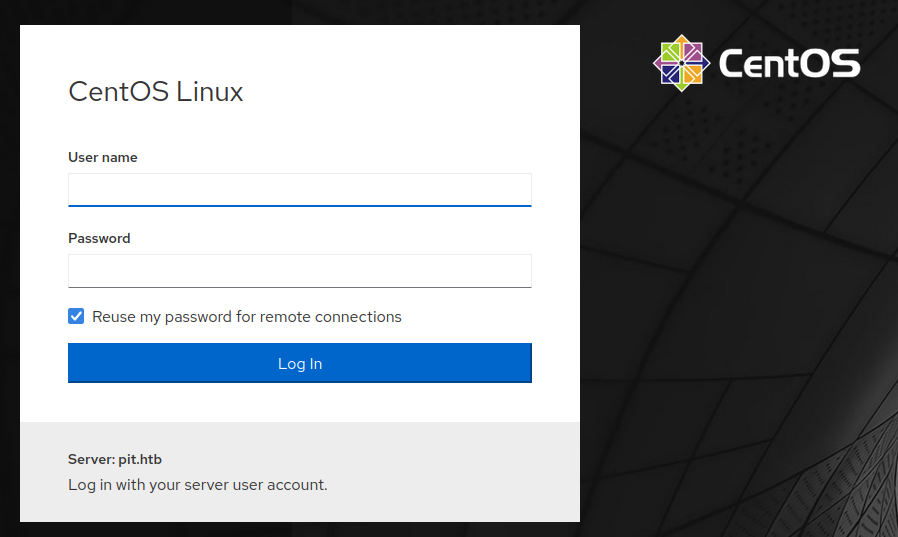 CentOS Linux
CentOS
User name
Password
Reuse my password for remote connections
Log In
Server: pit.htb
Log in with your server user account.